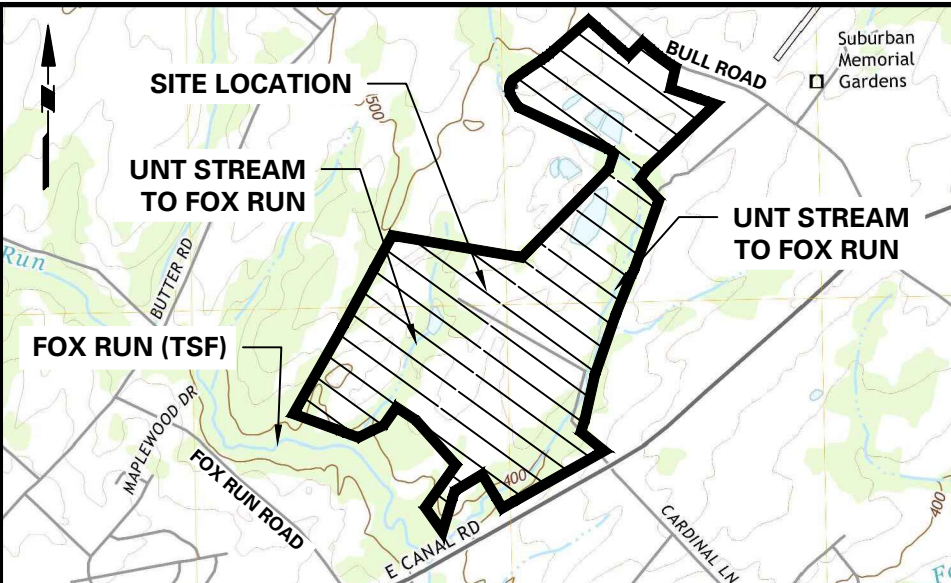 BULL ROAD
Suburban
Memorial
Gardens
SITE LOCATION
500
UNT STREAM
TO FOX RUN
UNT STREAM
TO FOX RUN
Run
BUTTER RD
FOX RUN (TSF)
MAPLEWOOD DR
FOX RUN ROAD
400
E CANAL RD
CARDINAL LN
400